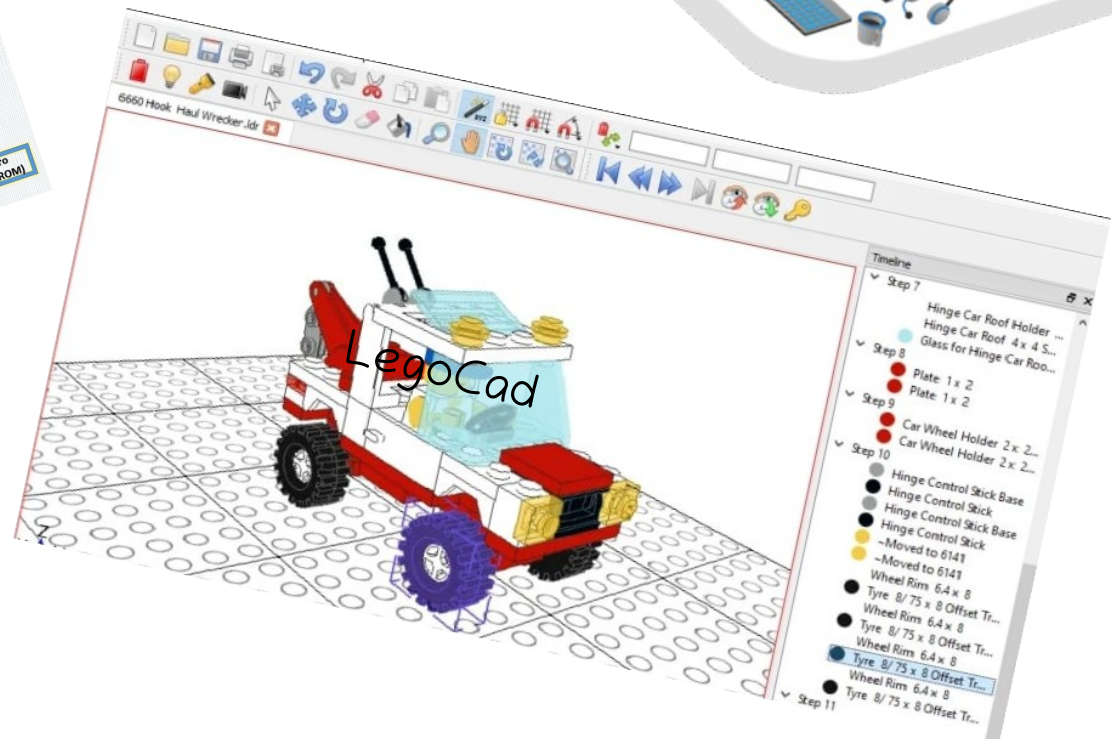 ro
ROM)
6660 Hook Haul Wrecker.ldr
LegoCad
Timeline
Step 7
Hinge Car Roof Holder ...
Hinge Car Roof 4 x 4 S...
Glass for Hinge Car Roo...
Step 8
Plate 1 x 2
Plate 1 x 2
Step 9
Car Wheel Holder 2 x 2...
Car Wheel Holder 2 x 2...
Step 10
Hinge Control Stick Base
Hinge Control Stick
Hinge Control Stick Base
Hinge Control Stick
~Moved to 6141
~Moved to 6141
Wheel Rim 6.4 x 8
Tyre 8/ 75 x 8 Offset Tr...
Wheel Rim 6.4 x 8
Tyre 8/ 75 x 8 Offset Tr...
Wheel Rim 6.4 x 8
Tyre 8/ 75 x 8 Offset Tr...
Wheel Rim 6.4 x 8
Tyre 8/ 75 x 8 Offset Tr...
Step 11